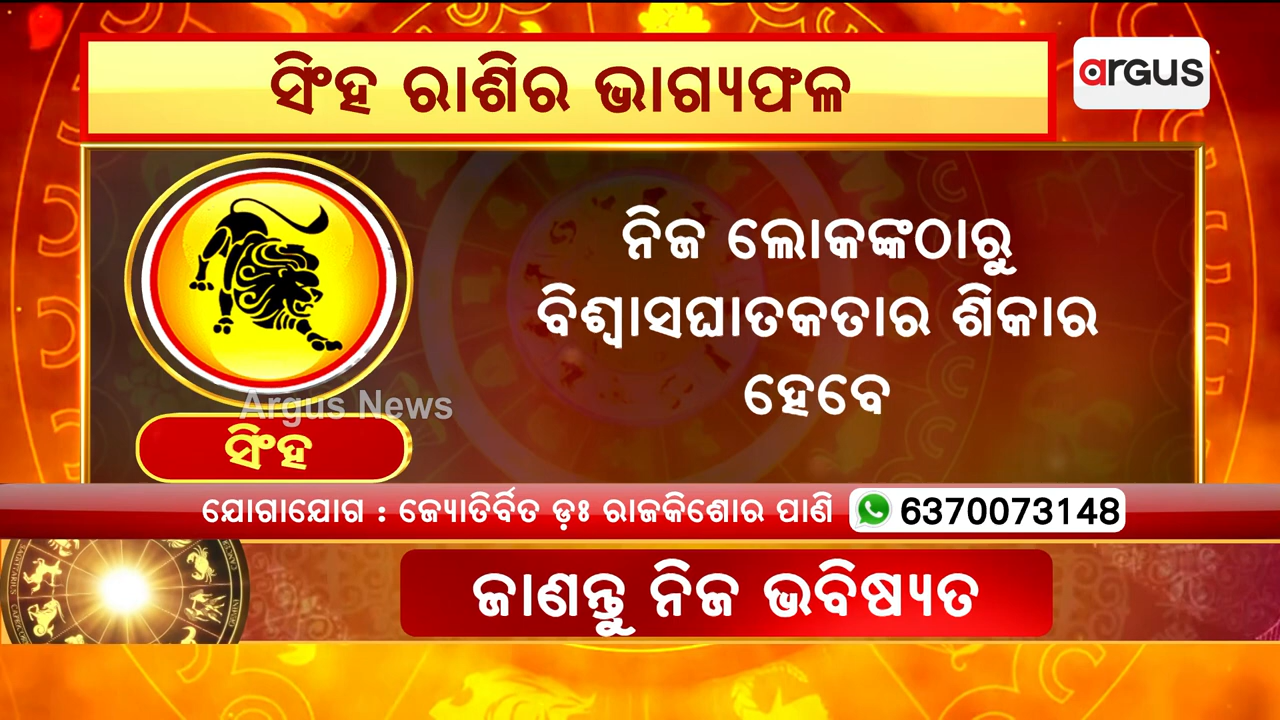 ସିଂହ ରାଶିର ଭାଗ୍ୟଫଳ
argus
ନିଜ ଲୋକଙ୍କଠାରୁ
ବିଶ୍ୱାସଘାତକତାର ଶିକାର
ହେବେ
Argus News
ସିଂହ
ଯୋଗାଯୋଗ : ଜ୍ୟୋତିର୍ବିତ ଡ଼ଃ ରାଜକିଶୋର ପାଣି 6370073148
ଜାଣନ୍ତୁ ନିଜ ଭବିଷ୍ୟତ